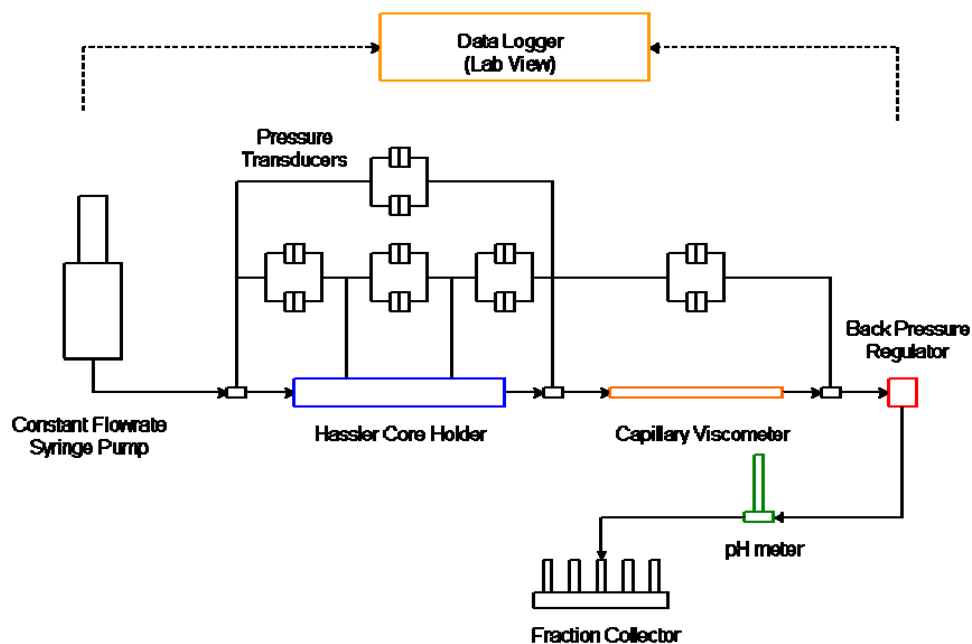 Data Logger
(Lab View)
Pressure
Transducers
Back Pressure
Regulator
Constant Flowrate
Syringe Pump
Hassler Core Holder
Capillary Viscometer
pH meter
Fraction Collector